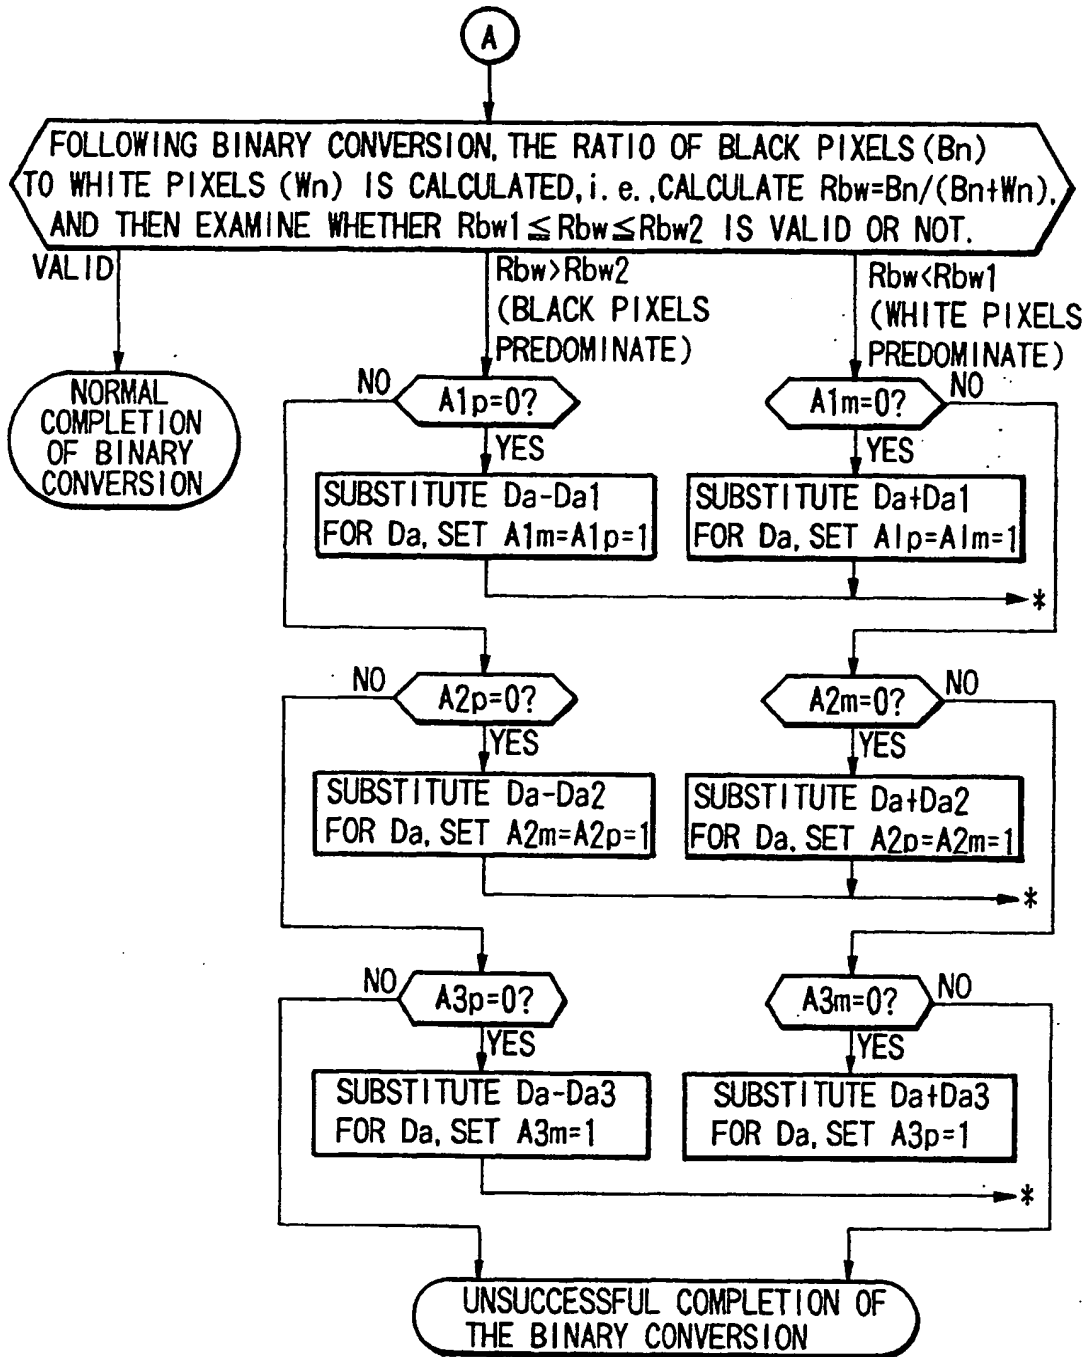 A
FOLLOWING BINARY CONVERSION, THE RATIO OF BLACK PIXELS (Bn)
TO WHITE PIXELS (Wn) IS CALCULATED, i.e., CALCULATE Rbw=Bn/(Bn+Wn),
AND THEN EXAMINE WHETHER Rbw1≦Rbw≦Rbw2 IS VALID OR NOT.
VALID
Rbw>Rbw2
(BLACK PIXELS
PREDOMINATE)
Rbw<Rbw1
(WHITE PIXELS
PREDOMINATE)
NORMAL
COMPLETION
OF BINARY
CONVERSION
NO
A1p=0?
YES
A1m=0?
NO
YES
SUBSTITUTE Da-Da1
FOR Da, SET A1m=A1p=1
SUBSTITUTE Da+Da1
FOR Da, SET A1p=A1m=1
*
NO
A2p=0?
YES
A2m=0?
NO
YES
SUBSTITUTE Da-Da2
FOR Da, SET A2m=A2p=1
SUBSTITUTE Da+Da2
FOR Da, SET A2p=A2m=1
*
NO
A3p=0?
YES
A3m=0?
NO
YES
SUBSTITUTE Da-Da3
FOR Da, SET A3m=1
SUBSTITUTE Da+Da3
FOR Da, SET A3p=1
*
UNSUCCESSFUL COMPLETION OF
THE BINARY CONVERSION